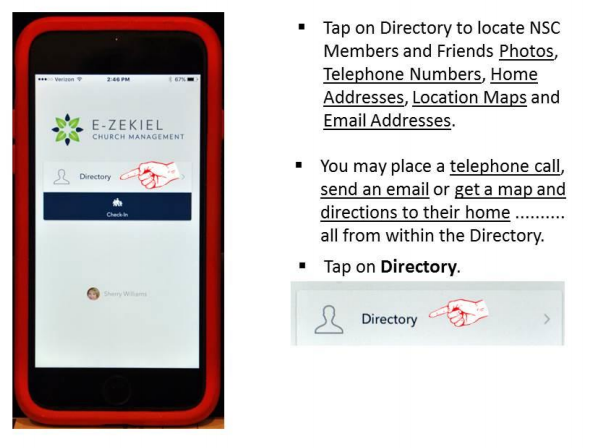 Verizon 2:46 PM 67%
E-ZEKIEL
CHURCH MANAGEMENT
Directory
Check-In
Sherry Williams
▪ Tap on Directory to locate NSC
Members and Friends Photos,
Telephone Numbers, Home
Addresses, Location Maps and
Email Addresses.
▪ You may place a telephone call,
send an email or get a map and
directions to their home ..........
all from within the Directory.
▪ Tap on Directory.
Directory